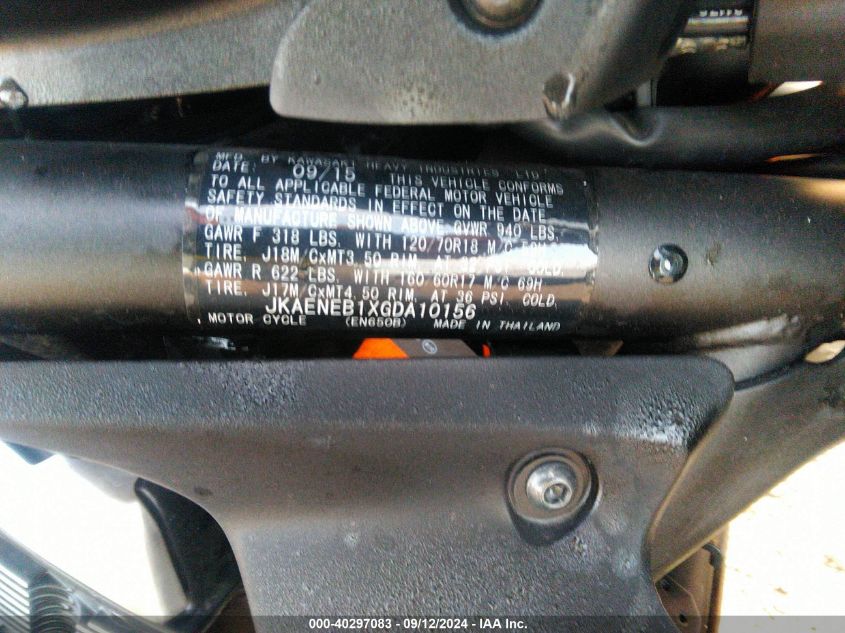 MFD. BY KAWASAKI HEAVY INDUSTRIES, LTD.
DATE: 09/15 THIS VEHICLE CONFORMS
TO ALL APPLICABLE FEDERAL MOTOR VEHICLE
SAFETY STANDARDS IN EFFECT ON THE DATE
OF MANUFACTURE SHOWN ABOVE GVWR 940 LBS.
GAWR F 318 LBS. WITH 120/70R18 M/C
TIRE, J18M/CxMT3.50 RIM, AT PSI. COLD.
GAWR R 622 LBS. WITH 160/60R17 M/C 69H
TIRE, J17M/CxMT4.50 RIM, AT 36 PSI. COLD.
JKAENEB1XGDA10156
MOTOR CYCLE (EN650B) MADE IN THAILAND
000-40297083 - 09/12/2024 - IAA Inc.